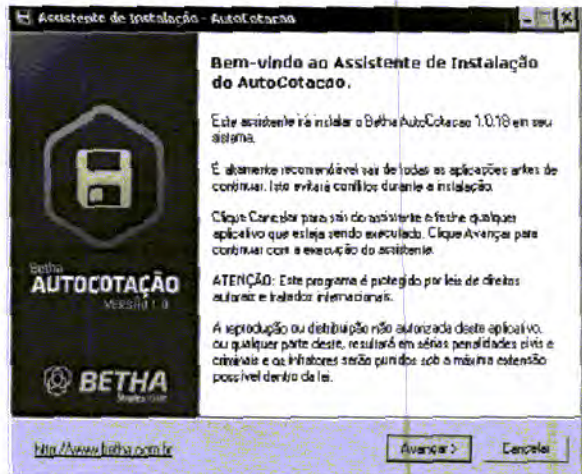 Assistente de Instalação - AutoCotacao
Bem-vindo ao Assistente de Instalação
do AutoCotacao.
Este assistente irá instalar o Betha AutoCotacao 1.0.18 em seu
sistema.
É altamente recomendável sair de todas as aplicações antes de
continuar. Isto evitará conflitos durante a instalação.
Clique Cancelar para sair do assistente e feche qualquer
aplicativo que esteja sendo executado. Clique Avançar para
continuar com a execução do assistente.
ATENÇÃO: Este programa é protegido por leis de direitos
autorais e tratados internacionais.
A reprodução ou distribuição não autorizada deste aplicativo,
ou qualquer parte deste, resultará em sérias penalidades civis e
criminais e os infratores serão punidos sob a máxima extensão
possível dentro da lei.
Betha
AUTOCOTAÇÃO
VERSÃO 1.0
BETHA
http://www.betha.com.br
Avançar >
Cancelar